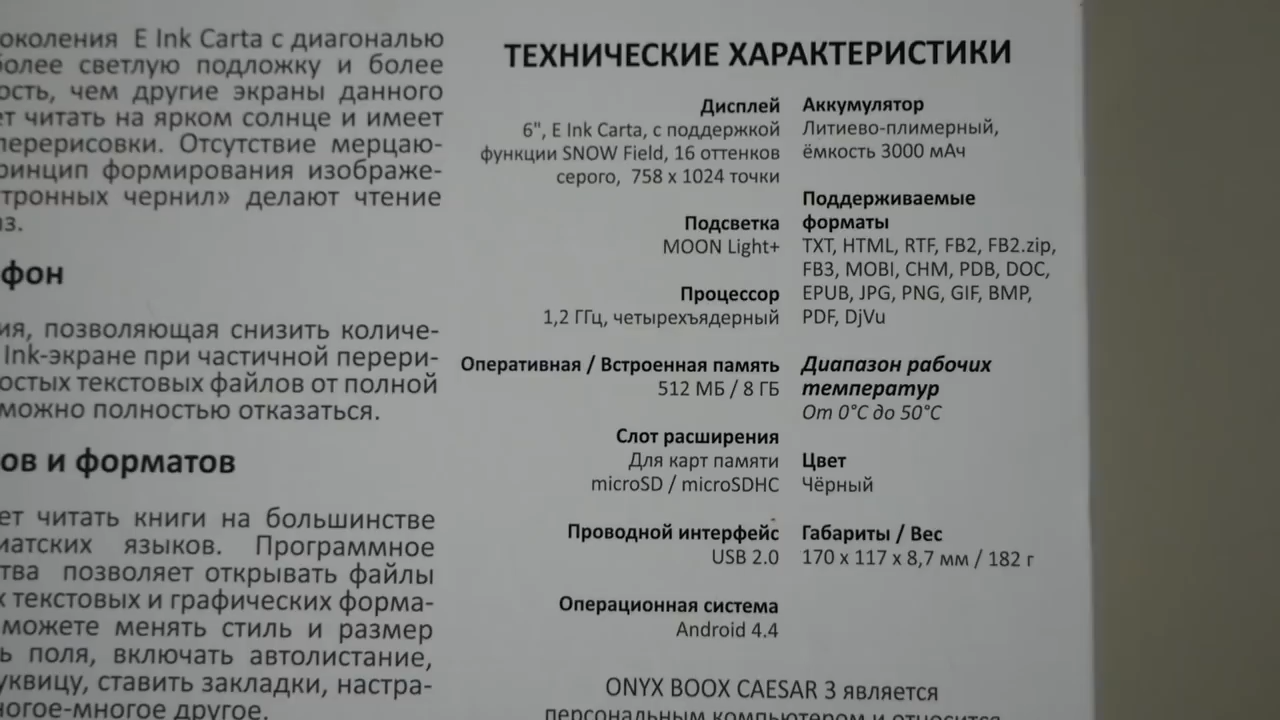 околения E Ink Carta с диагональю
более светлую подложку и более
ость, чем другие экраны данного
ет читать на ярком солнце и имеет
перерисовки. Отсутствие мерцаю-
ринцип формирования изображе-
тронных чернил» делают чтение
аз.
фон
ия, позволяющая снизить количе-
Ink-экране при частичной перери-
остых текстовых файлов от полной
можно полностью отказаться.
ов и форматов
ет читать книги на большинстве
иатских языков. Программное
тва позволяет открывать файлы
х текстовых и графических форма-
можете менять стиль и размер
ь поля, включать автолистание,
уквицу, ставить закладки, настра-
ногое-многое другое.
ТЕХНИЧЕСКИЕ ХАРАКТЕРИСТИКИ
Дисплей
6", E Ink Carta, с поддержкой
функции SNOW Field, 16 оттенков
серого, 758 x 1024 точки
Подсветка
MOON Light+
Процессор
1,2 ГГц, четырехъядерный
Оперативная / Встроенная память
512 МБ / 8 ГБ
Слот расширения
Для карт памяти
microSD / microSDHC
Проводной интерфейс
USB 2.0
Операционная система
Android 4.4
Аккумулятор
Литиево-плимерный,
ёмкость 3000 мАч
Поддерживаемые
форматы
TXT, HTML, RTF, FB2, FB2.zip,
FB3, MOBI, CHM, PDB, DOC,
EPUB, JPG, PNG, GIF, BMP,
PDF, DjVu
Диапазон рабочих
температур
От 0°C до 50°C
Цвет
Чёрный
Габариты / Вес
170 x 117 x 8,7 мм / 182 г
ONYX BOOX CAESAR 3 является
персональным компьютером и относится